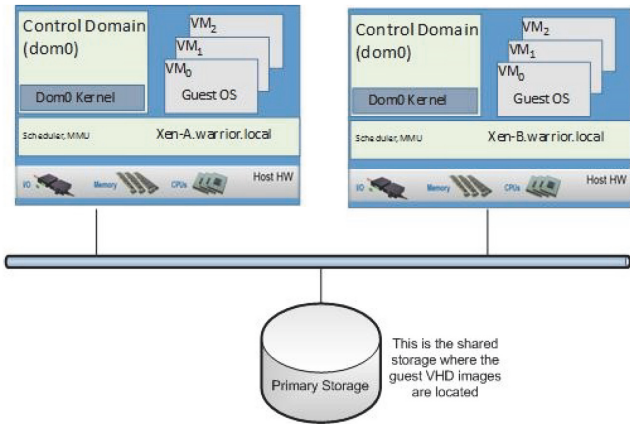 Control Domain
(dom0)
Dom0 Kernel
VM2
VM1
VM0
Guest OS
Scheduler, MMU
Xen-A.warrior.local
I/O
Memory
CPUs
Host HW
Control Domain
(dom0)
Dom0 Kernel
VM2
VM1
VM0
Guest OS
Scheduler, MMU
Xen-B.warrior.local
I/O
Memory
CPUs
Host HW
Primary Storage
This is the shared
storage where the
guest VHD images
are located